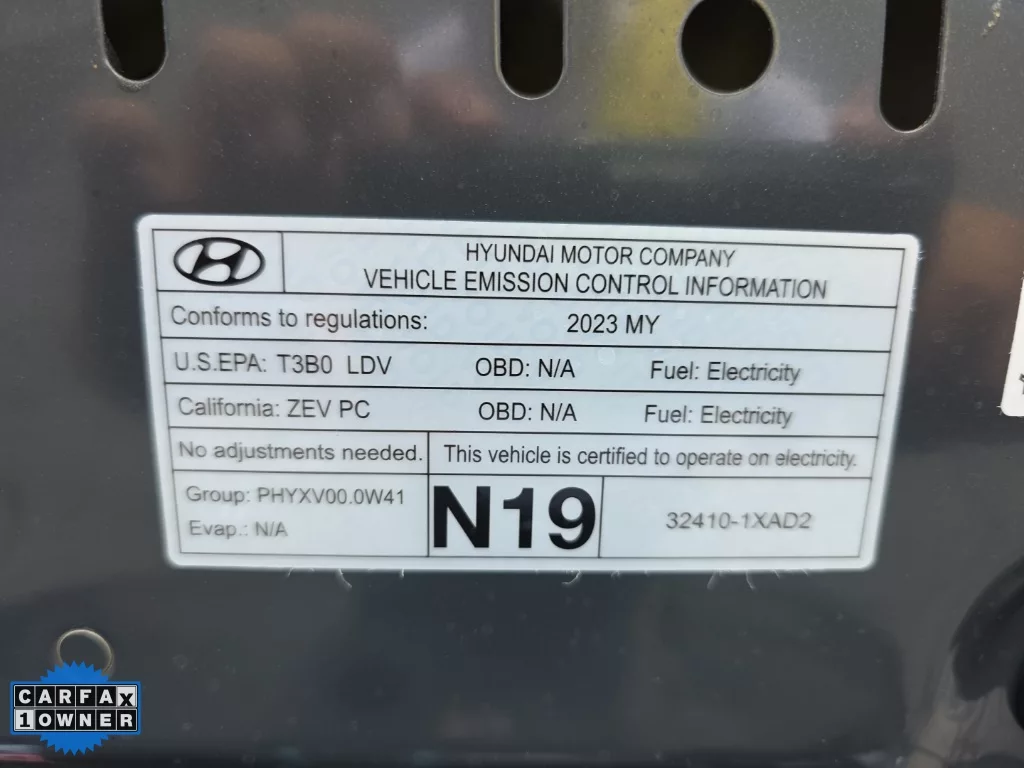 HYUNDAI MOTOR COMPANY
VEHICLE EMISSION CONTROL INFORMATION
Conforms to regulations: 2023 MY
U.S.EPA: T3B0 LDV OBD: N/A Fuel: Electricity
California: ZEV PC OBD: N/A Fuel: Electricity
No adjustments needed. This vehicle is certified to operate on electricity.
Group: PHYXV00.0W41
Evap.: N/A
N19
32410-1XAD2
CARFAX
1 OWNER